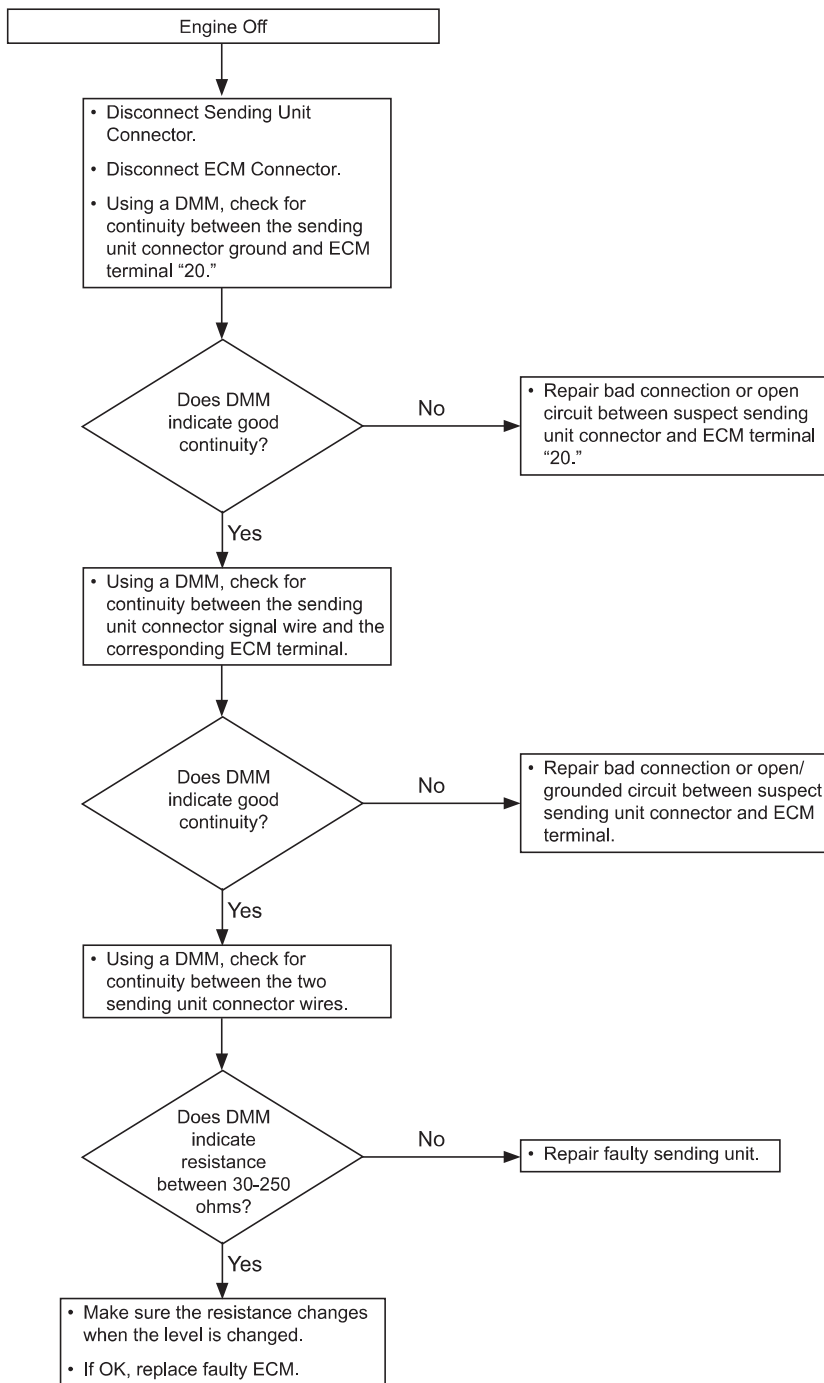 Engine Off
• Disconnect Sending Unit
Connector.
• Disconnect ECM Connector.
• Using a DMM, check for
continuity between the sending
unit connector ground and ECM
terminal “20.”
Does DMM
indicate good
continuity?
No
• Repair bad connection or open
circuit between suspect sending
unit connector and ECM terminal
“20.”
Yes
• Using a DMM, check for
continuity between the sending
unit connector signal wire and the
corresponding ECM terminal.
Does DMM
indicate good
continuity?
No
• Repair bad connection or open/
grounded circuit between suspect
sending unit connector and ECM
terminal.
Yes
• Using a DMM, check for
continuity between the two
sending unit connector wires.
Does DMM
indicate
resistance
between 30-250
ohms?
No
• Repair faulty sending unit.
Yes
• Make sure the resistance changes
when the level is changed.
• If OK, replace faulty ECM.